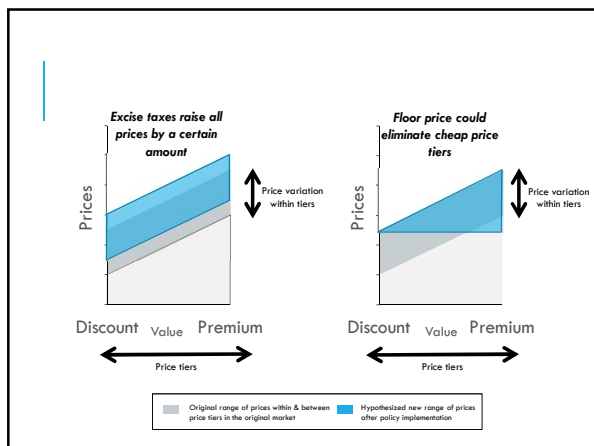 Excise taxes raise all
prices by a certain
amount
Prices
Price variation
within tiers
Discount Value Premium
Price tiers
Floor price could
eliminate cheap price
tiers
Prices
Price variation
within tiers
Discount Value Premium
Price tiers
Original range of prices within & between
price tiers in the original market
Hypothesized new range of prices
after policy implementation